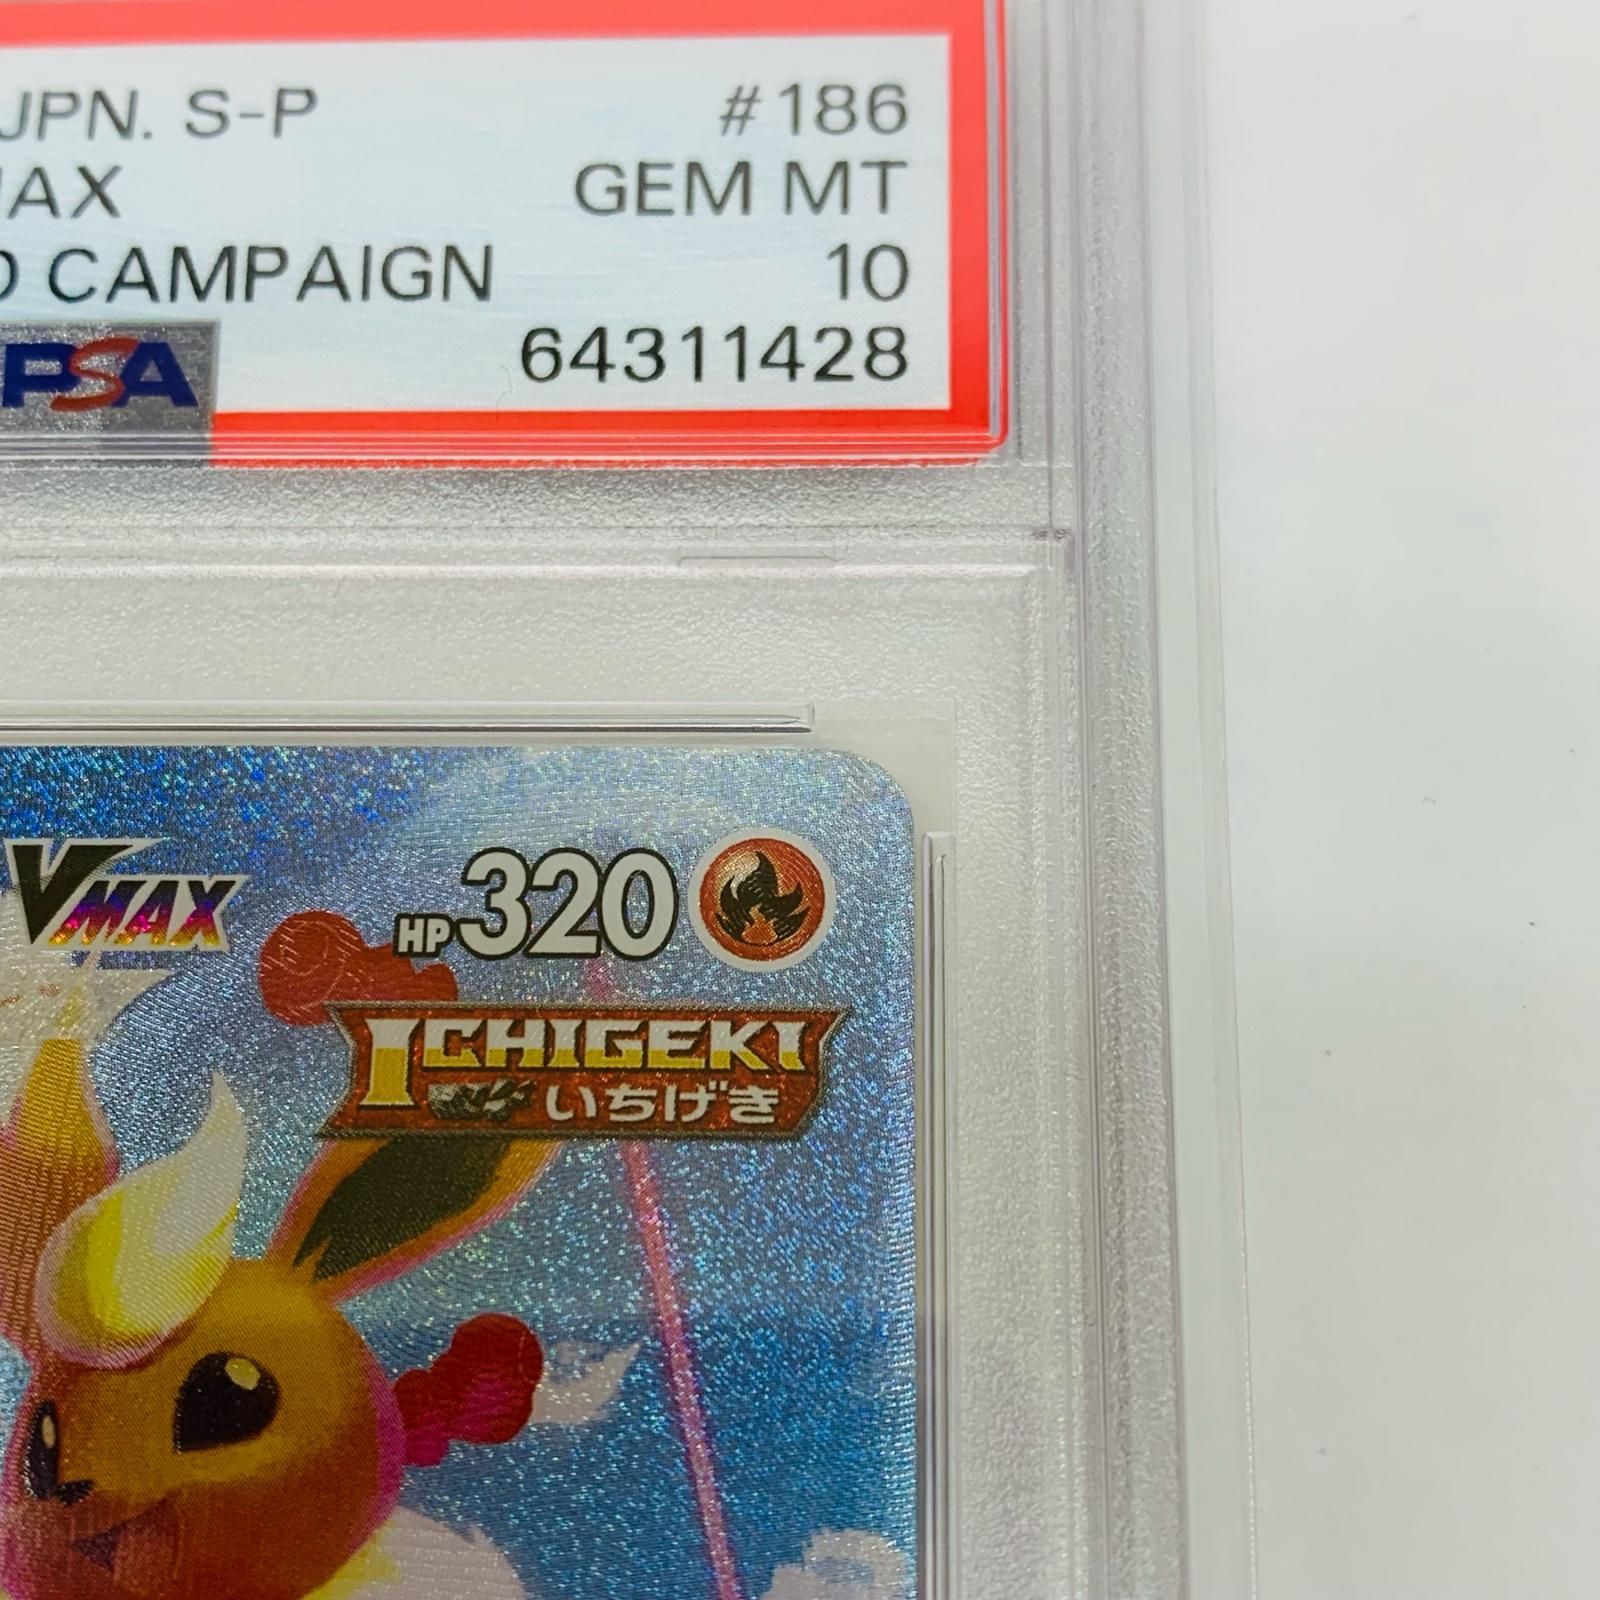 JPN. S-P #186
MAX GEM MT
D CAMPAIGN 10
PSA 64311428
VMAX HP320
ICHIGEKI
いちげき